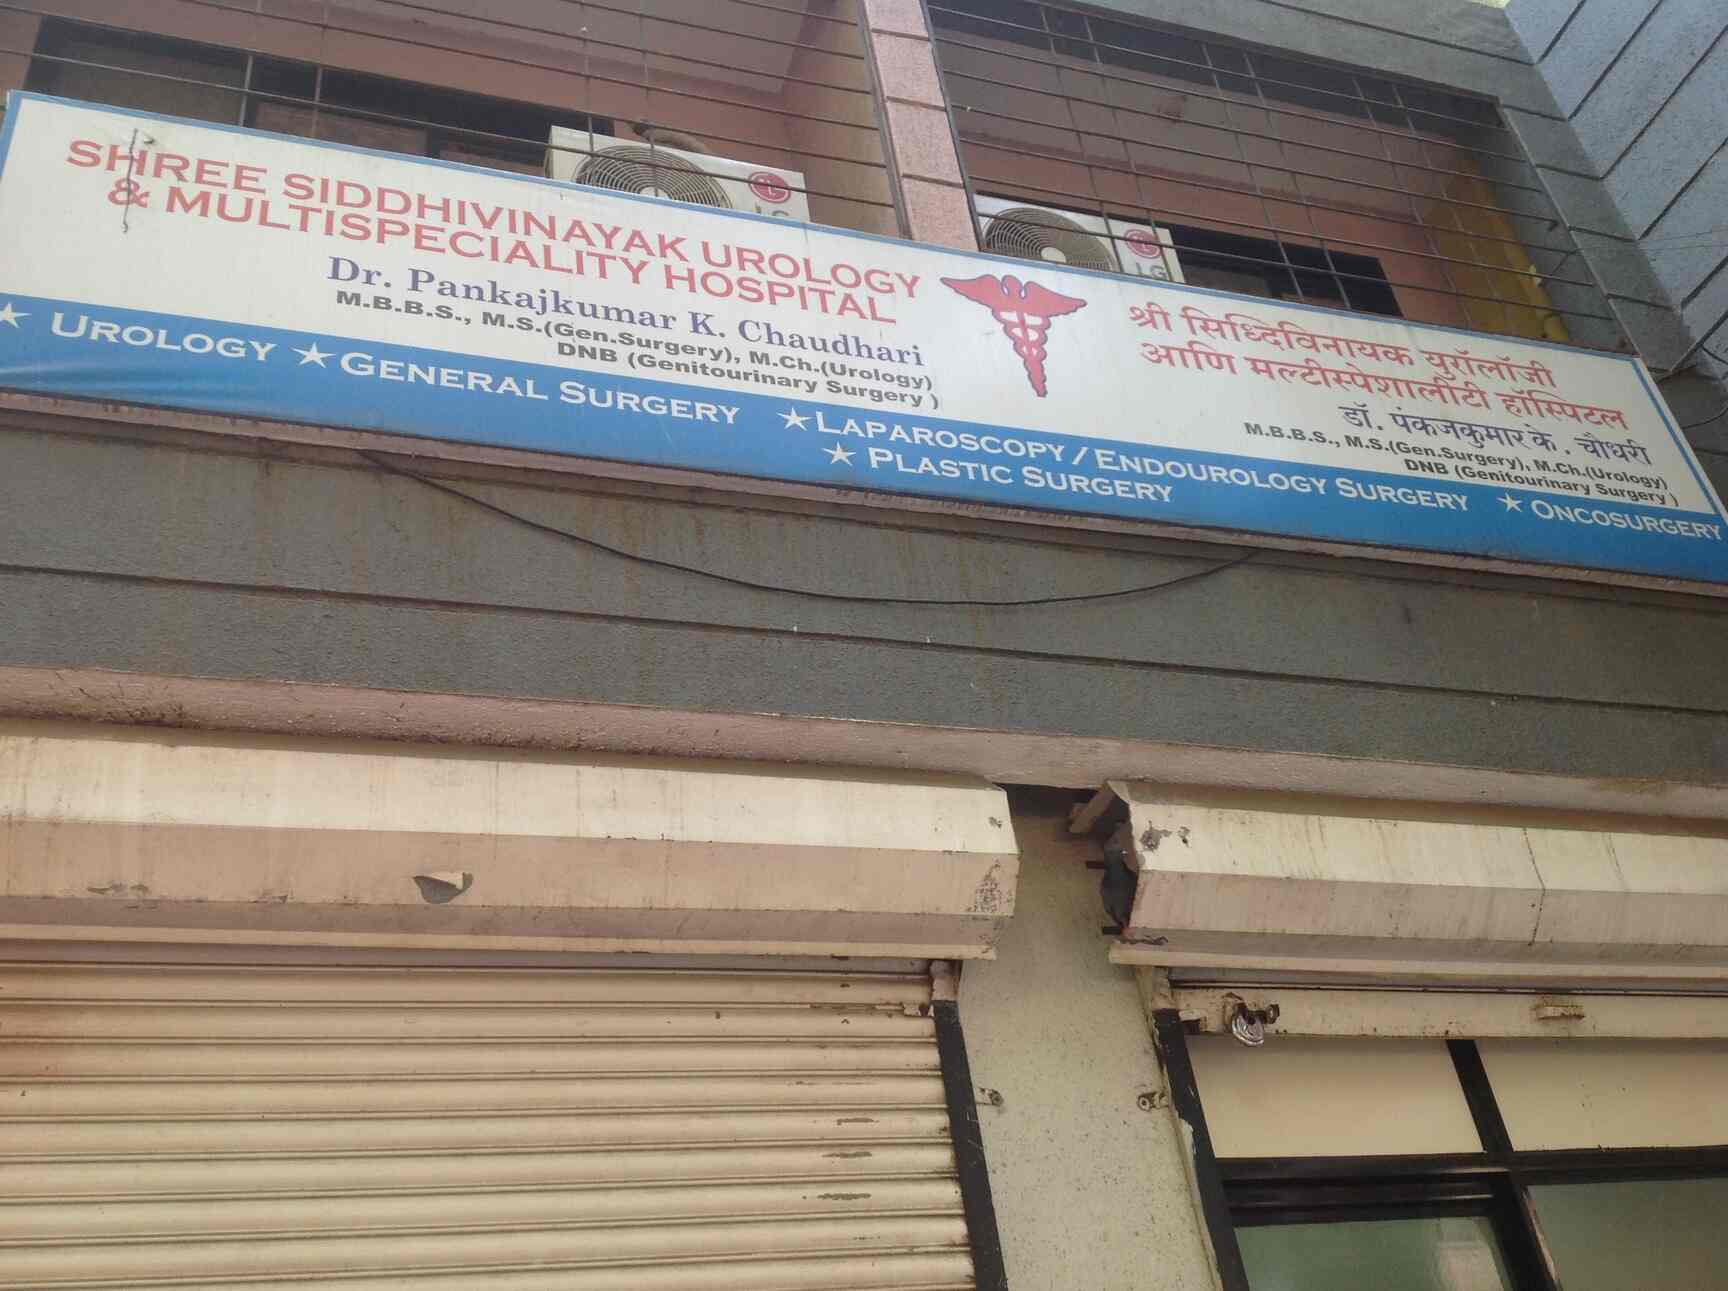 SHREE SIDDHIVINAYAK UROLOGY
& MULTISPECIALITY HOSPITAL
Dr. Pankajkumar K. Chaudhari
M.B.B.S., M.S.(Gen.Surgery), M.Ch.(Urology)
DNB (Genitourinary Surgery )
श्री सिध्दिविनायक युरॉलॉजी
आणि मल्टीस्पेशालॉटी हॉस्पिटल
डॉ. पंकजकुमार के . चौधरी
M.B.B.S., M.S.(Gen.Surgery), M.Ch.(Urology)
DNB (Genitourinary Surgery )
★ UROLOGY ★ GENERAL SURGERY ★ LAPAROSCOPY / ENDOUROLOGY SURGERY ★ ONCOSURGERY
★ PLASTIC SURGERY
LG
LG